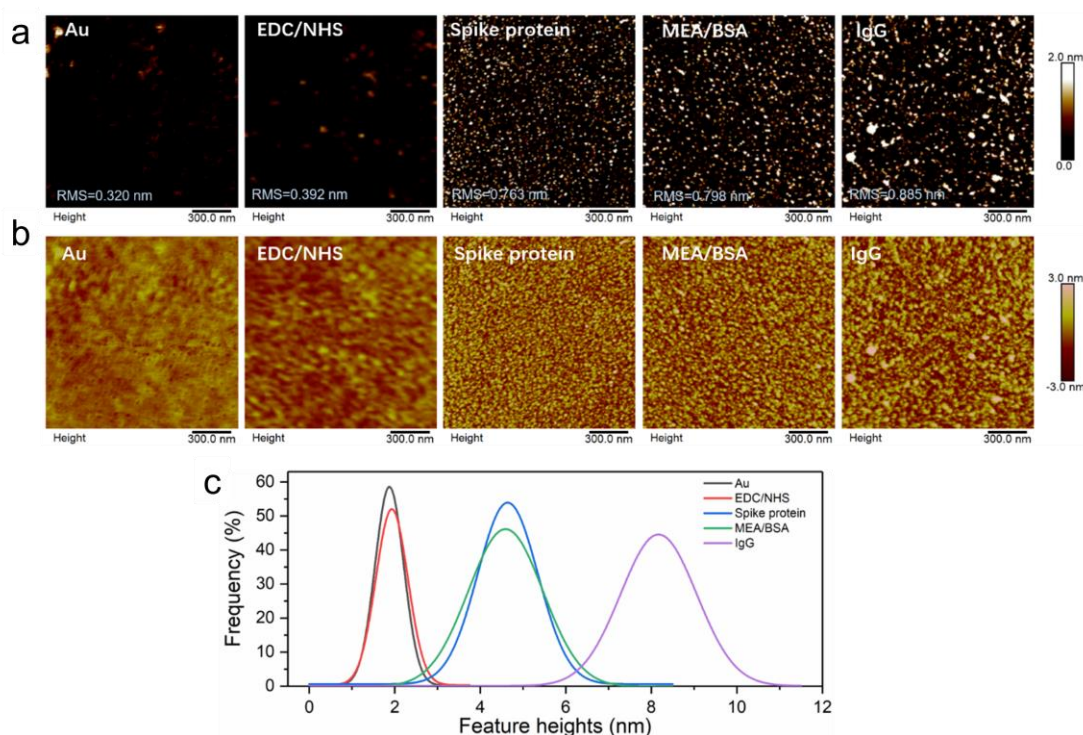 a
Au
EDC/NHS
Spike protein
MEA/BSA
IgG
2.0 nm
0.0
RMS=0.320 nm
RMS=0.392 nm
RMS=0.763 nm
RMS=0.798 nm
RMS=0.885 nm
Height
300.0 nm
Height
300.0 nm
Height
300.0 nm
Height
300.0 nm
Height
300.0 nm
b
Au
EDC/NHS
Spike protein
MEA/BSA
IgG
3.0 nm
-3.0 nm
Height
300.0 nm
Height
300.0 nm
Height
300.0 nm
Height
300.0 nm
Height
300.0 nm
c
Au
EDC/NHS
Spike protein
MEA/BSA
IgG
Frequency (%)
60
50
40
30
20
10
0
0 2 4 6 8 10 12
Feature heights (nm)